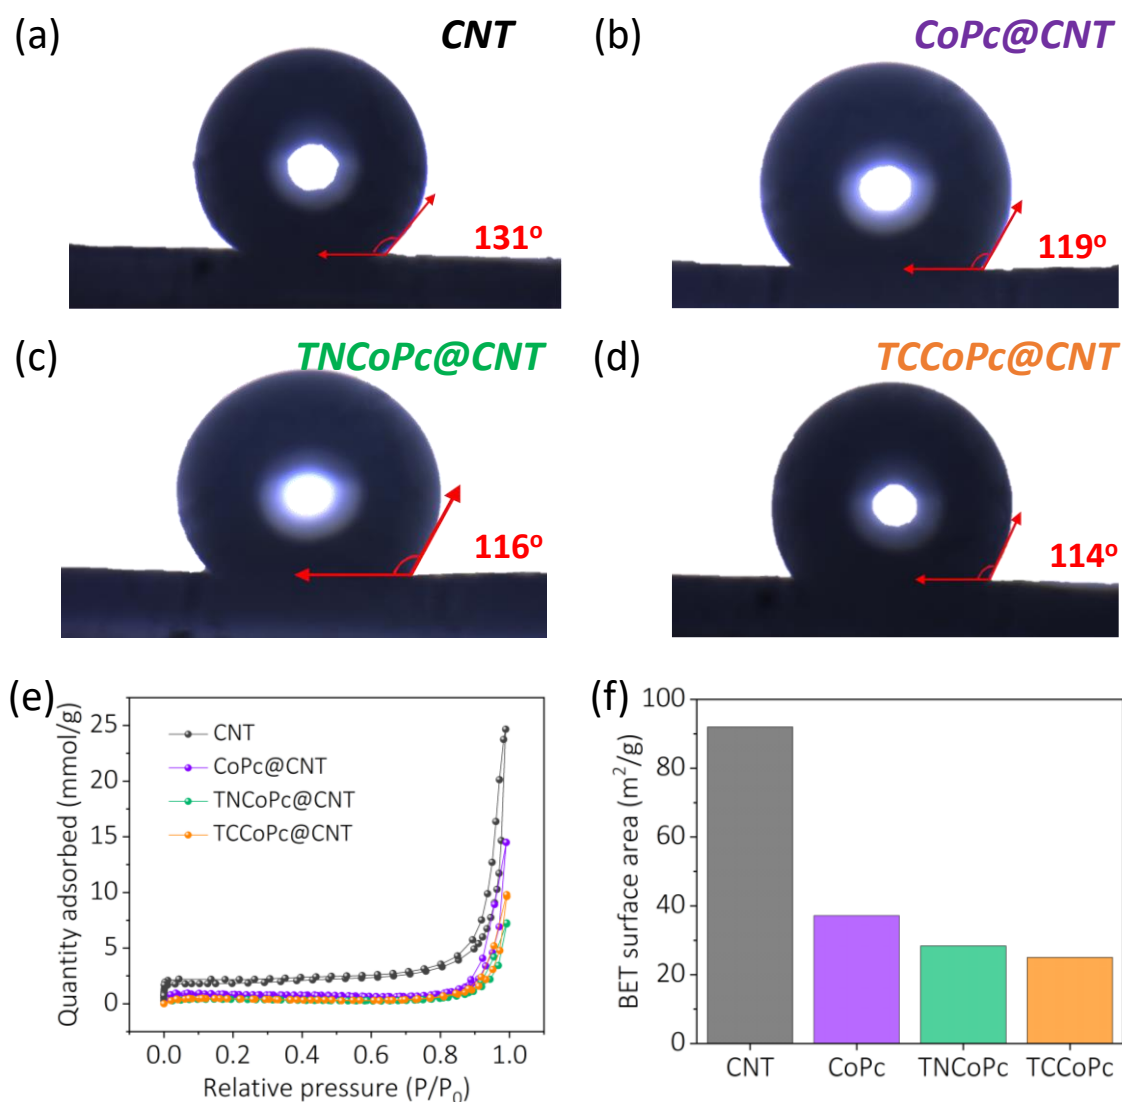 (a)
CNT
131°
(b)
CoPc@CNT
119°
(c)
TNCoPc@CNT
116°
(d)
TCCoPc@CNT
114°
(e)
Quantity adsorbed (mmol/g)
25
20
15
10
5
0
CNT
CoPc@CNT
TNCoPc@CNT
TCCoPc@CNT
0.0 0.2 0.4 0.6 0.8 1.0
Relative pressure (P/P₀)
(f)
BET surface area (m²/g)
100
80
60
40
20
0
CNT CoPc TNCoPc TCCoPc